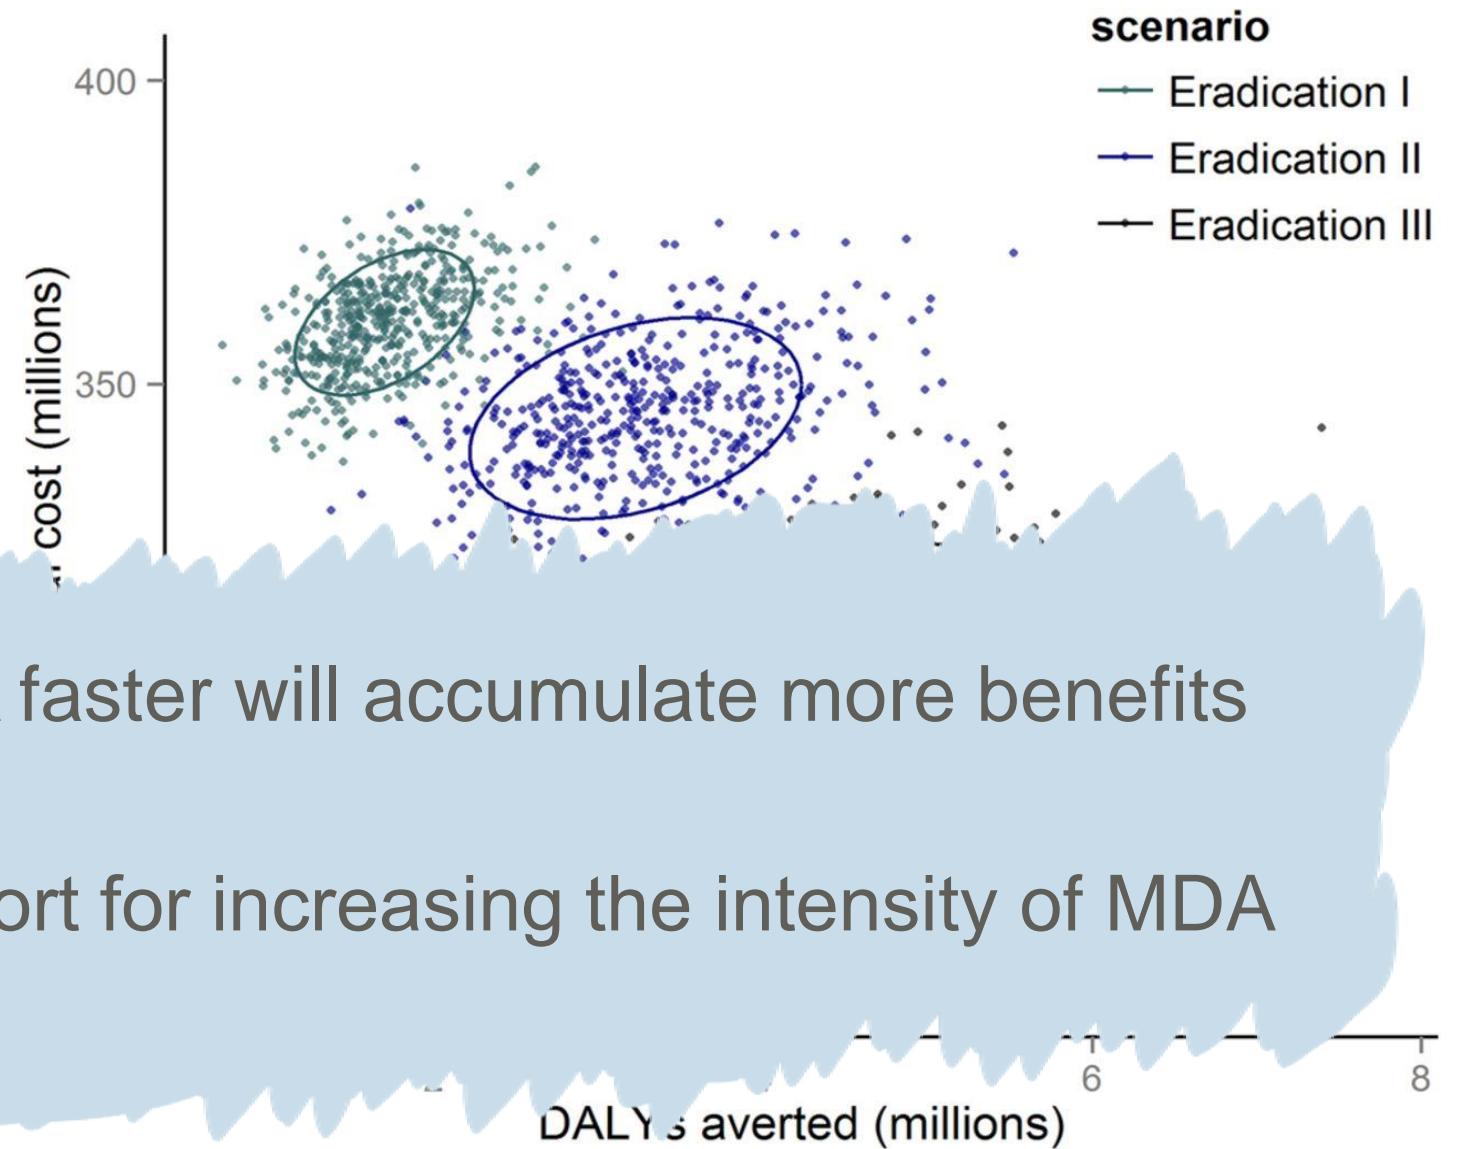 scenario
Eradication I
Eradication II
Eradication III
400
350
cost (millions)
faster will accumulate more benefits
for increasing the intensity of MDA
6
8
DALYs averted (millions)